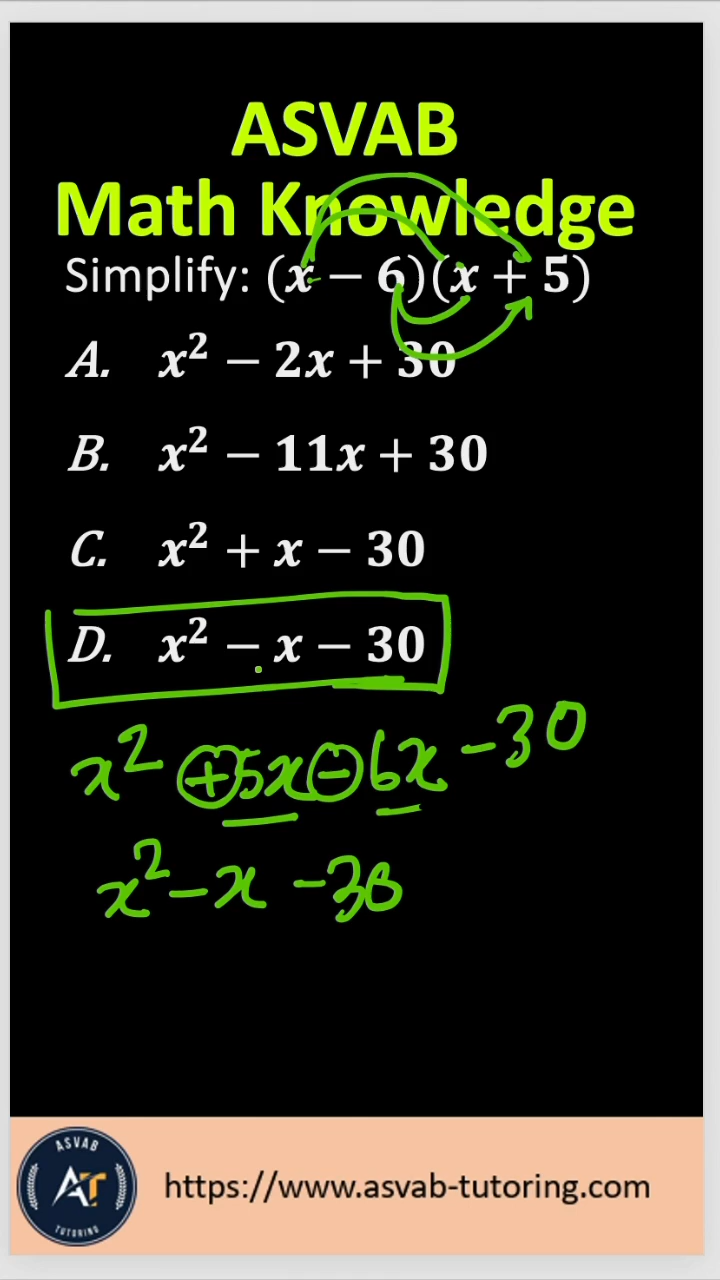 ASVAB
Math Knowledge
Simplify: (x − 6)(x + 5)
A. x² − 2x + 30
B. x² − 11x + 30
C. x² + x − 30
D. x² − x − 30
x² +5x − 6x − 30
x² − x − 30
ASVAB
AT
TUTORING
https://www.asvab-tutoring.com